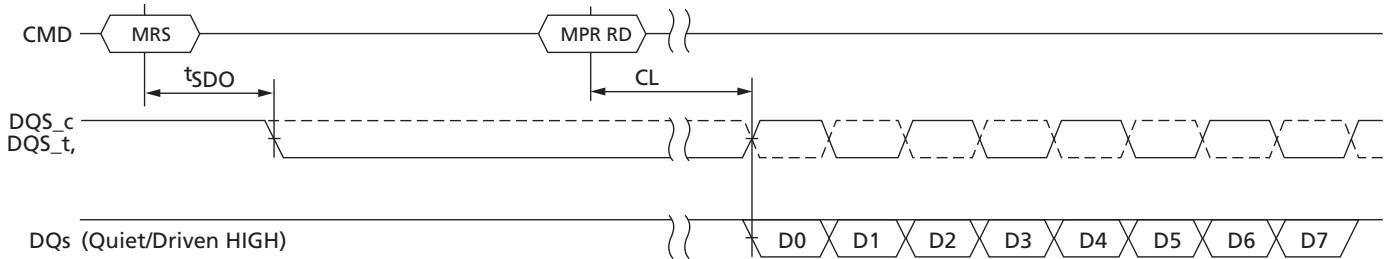 CMD MRS MPR RD
tSDO CL
DQS_c
DQS_t,
DQs (Quiet/Driven HIGH) D0 D1 D2 D3 D4 D5 D6 D7